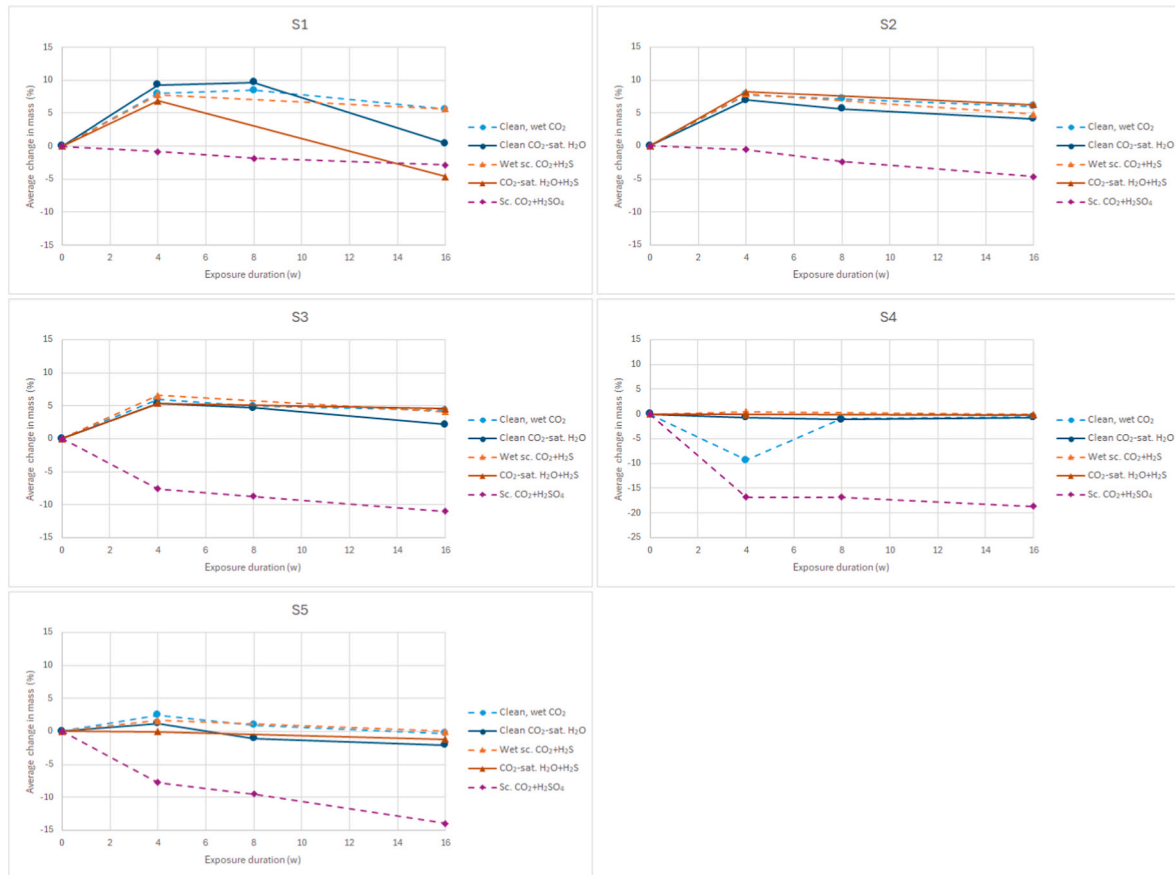 S1
Average change in mass (%)
15
10
5
0
-5
-10
-15
0 2 4 6 8 10 12 14 16
Exposure duration (w)
Clean, wet CO₂
Clean CO₂-sat. H₂O
Wet sc. CO₂+H₂S
CO₂-sat. H₂O+H₂S
Sc. CO₂+H₂SO₄
S2
Average change in mass (%)
15
10
5
0
-5
-10
-15
0 2 4 6 8 10 12 14 16
Exposure duration (w)
Clean, wet CO₂
Clean CO₂-sat. H₂O
Wet sc. CO₂+H₂S
CO₂-sat. H₂O+H₂S
Sc. CO₂+H₂SO₄
S3
Average change in mass (%)
15
10
5
0
-5
-10
-15
0 2 4 6 8 10 12 14 16
Exposure duration (w)
Clean, wet CO₂
Clean CO₂-sat. H₂O
Wet sc. CO₂+H₂S
CO₂-sat. H₂O+H₂S
Sc. CO₂+H₂SO₄
S4
Average change in mass (%)
15
10
5
0
-5
-10
-15
-20
-25
0 2 4 6 8 10 12 14 16
Exposure duration (w)
Clean, wet CO₂
Clean CO₂-sat. H₂O
Wet sc. CO₂+H₂S
CO₂-sat. H₂O+H₂S
Sc. CO₂+H₂SO₄
S5
Average change in mass (%)
15
10
5
0
-5
-10
-15
0 2 4 6 8 10 12 14 16
Exposure duration (w)
Clean, wet CO₂
Clean CO₂-sat. H₂O
Wet sc. CO₂+H₂S
CO₂-sat. H₂O+H₂S
Sc. CO₂+H₂SO₄